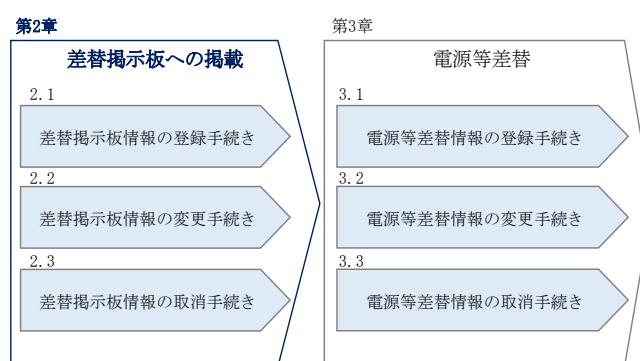 第2章
差替掲示板への掲載
2.1
差替掲示板情報の登録手続き
2.2
差替掲示板情報の変更手続き
2.3
差替掲示板情報の取消手続き
第3章
電源等差替
3.1
電源等差替情報の登録手続き
3.2
電源等差替情報の変更手続き
3.3
電源等差替情報の取消手続き